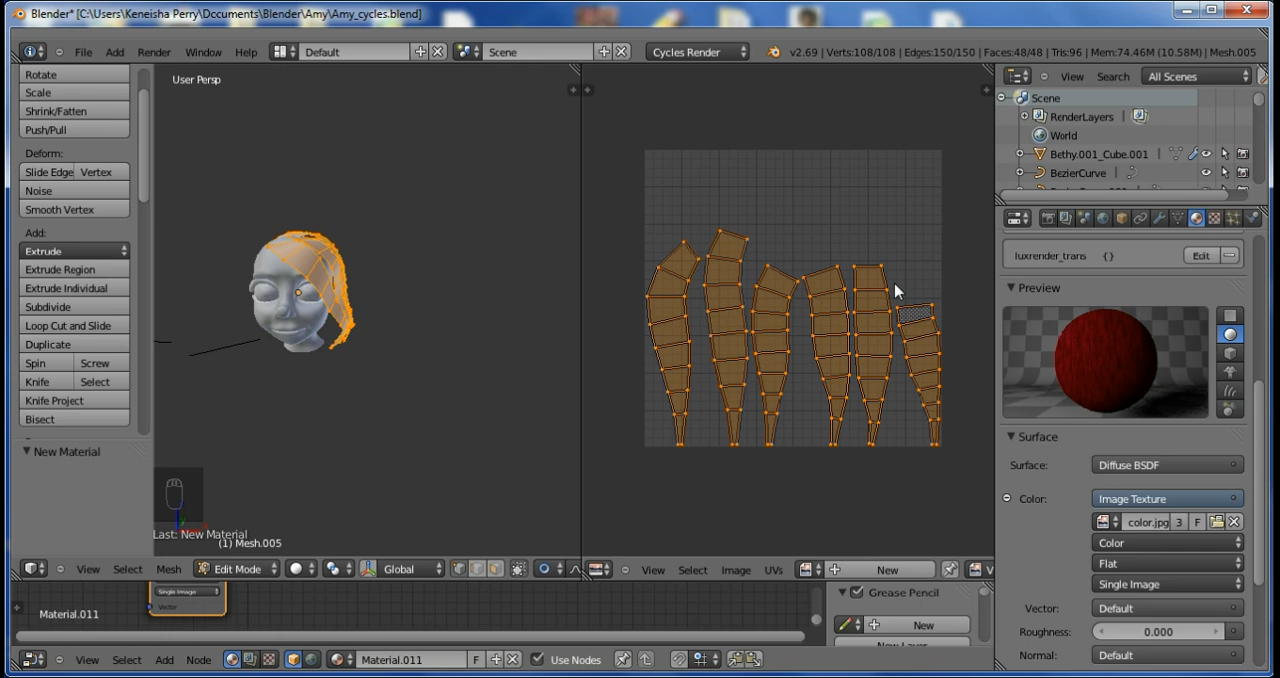 Blender* [C:\Users\Keneisha Perry\Documents\Blender\Amy\Amy_cycles.blend]
File Add Render Window Help Default Scene Cycles Render v2.69 | Verts:108/108 | Edges:150/150 | Faces:48/48 | Tris:96 | Mem:74.46M (10.58M) | Mesh.005
Rotate
Scale
Shrink/Fatten
Push/Pull
Deform:
Slide Edge Vertex
Noise
Smooth Vertex
Add:
Extrude
Extrude Region
Extrude Individual
Subdivide
Loop Cut and Slide
Duplicate
Spin Screw
Knife Select
Knife Project
Bisect
New Material
User Persp
Last: New Material
(1) Mesh.005
View Select Mesh Edit Mode Global
View Select Image UVs New
View Search All Scenes
Scene
RenderLayers |
World
Bethy.001_Cube.001 |
BezierCurve |
luxrender_trans {} Edit
Preview
Surface
Surface: Diffuse BSDF
Color: Image Texture
color.jpg 3 F
Color
Flat
Single Image
Vector: Default
Roughness: 0.000
Normal: Default
Single Image
Vector
Material.011
Grease Pencil
New
New Layer
View Select Add Node Material.011 F Use Nodes